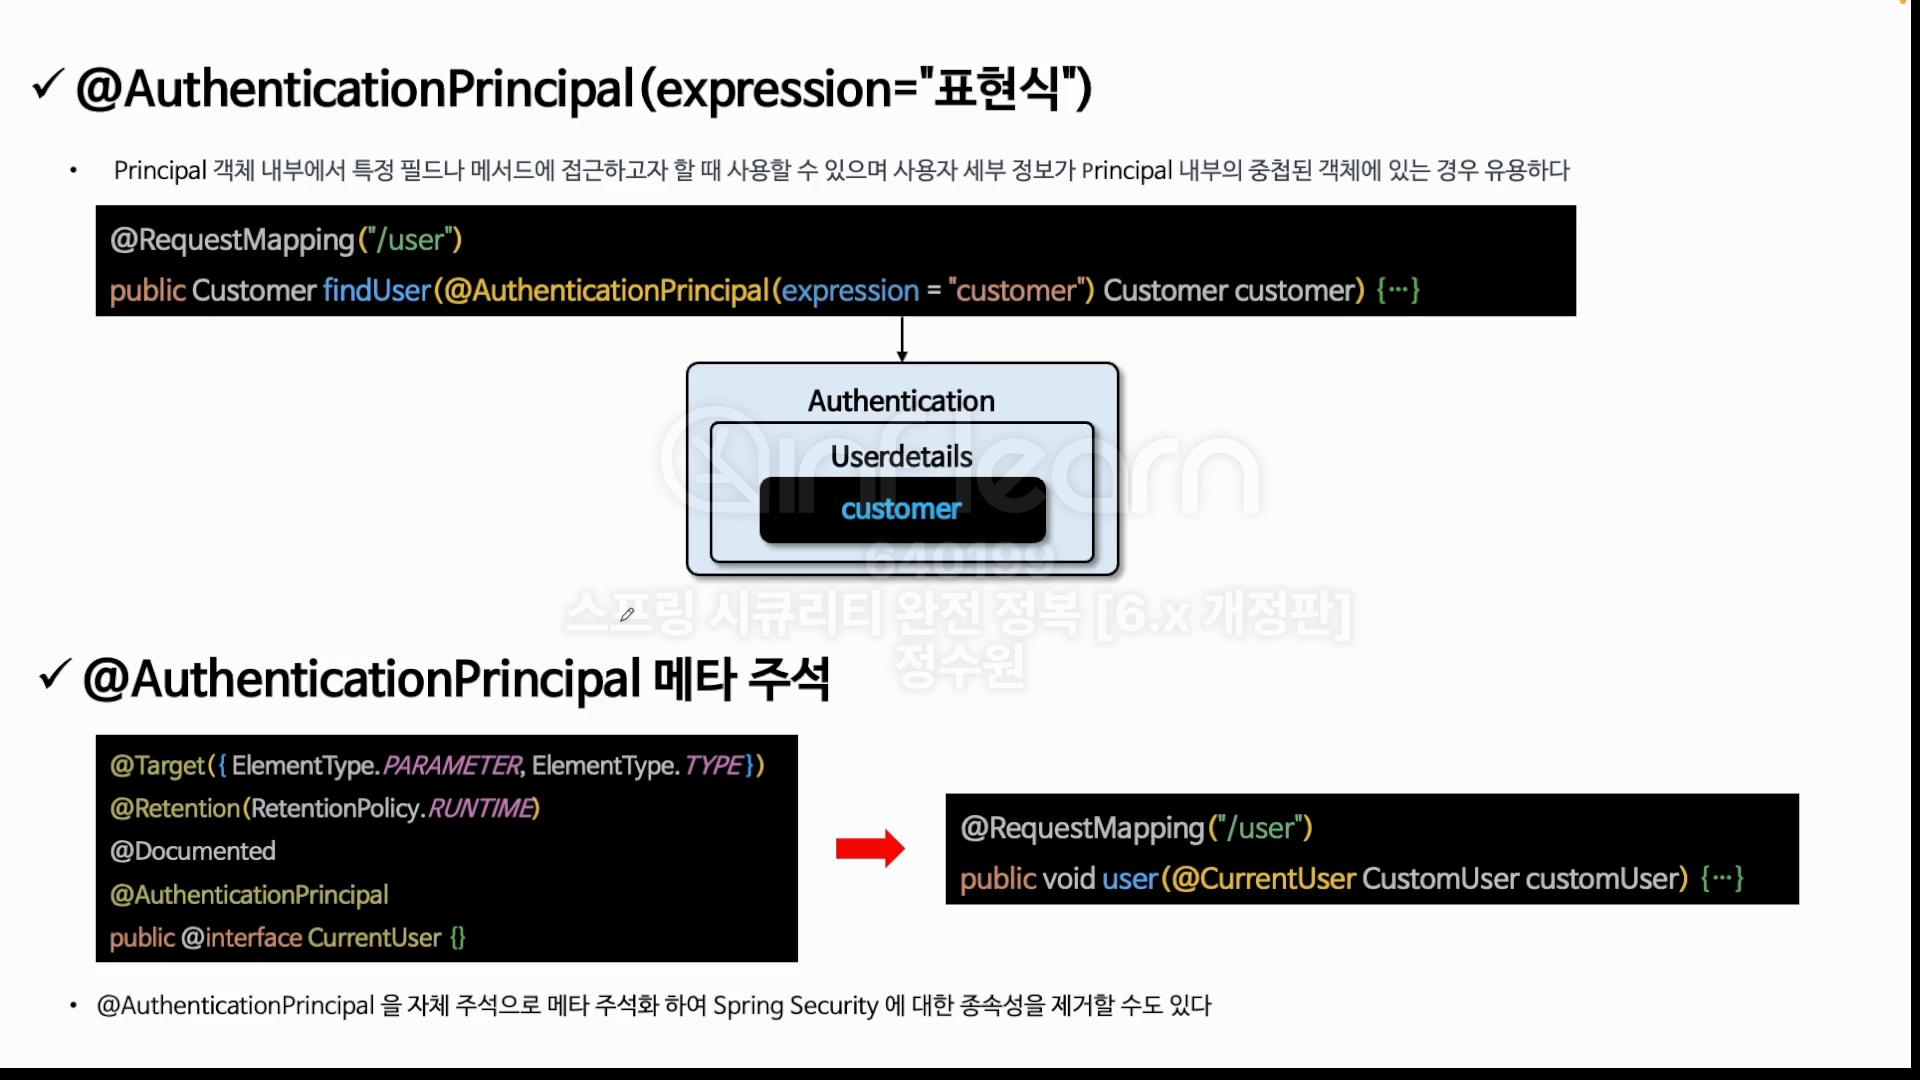 ✓ @AuthenticationPrincipal(expression="표현식")
• Principal 객체 내부에서 특정 필드나 메서드에 접근하고자 할 때 사용할 수 있으며 사용자 세부 정보가 Principal 내부의 중첩된 객체에 있는 경우 유용하다
@RequestMapping("/user")
public Customer findUser(@AuthenticationPrincipal(expression = "customer") Customer customer) {···}
Authentication
Userdetails
customer
inflearn
640199
스프링 시큐리티 완전 정복 [6.x 개정판]
정수원
✓ @AuthenticationPrincipal 메타 주석
@Target({ ElementType.PARAMETER, ElementType.TYPE})
@Retention(RetentionPolicy.RUNTIME)
@Documented
@AuthenticationPrincipal
public @interface CurrentUser {}
@RequestMapping("/user")
public void user(@CurrentUser CustomUser customUser) {···}
• @AuthenticationPrincipal 을 자체 주석으로 메타 주석화 하여 Spring Security 에 대한 종속성을 제거할 수도 있다